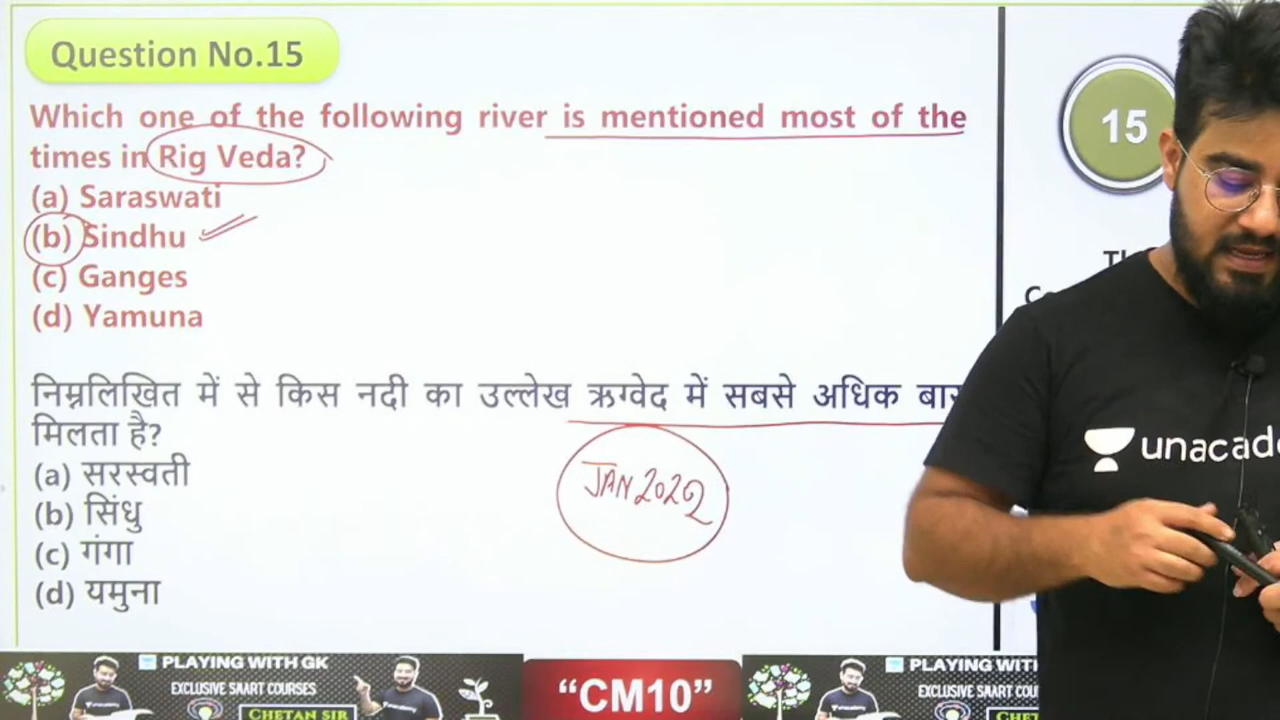 Question No.15
15
Which one of the following river is mentioned most of the
times in Rig Veda?
(a) Saraswati
(b) Sindhu
(c) Ganges
(d) Yamuna
निम्नलिखित में से किस नदी का उल्लेख ऋग्वेद में सबसे अधिक
मिलता है?
(a) सरस्वती
(b) सिंधु
(c) गंगा
(d) यमुना
JAN 2022
unacad
PLAYING WITH GK
EXCLUSIVE SMART COURSES
CHETAN SIR
“CM10”
PLAYING WITH
EXCLUSIVE SMART COU
CHET